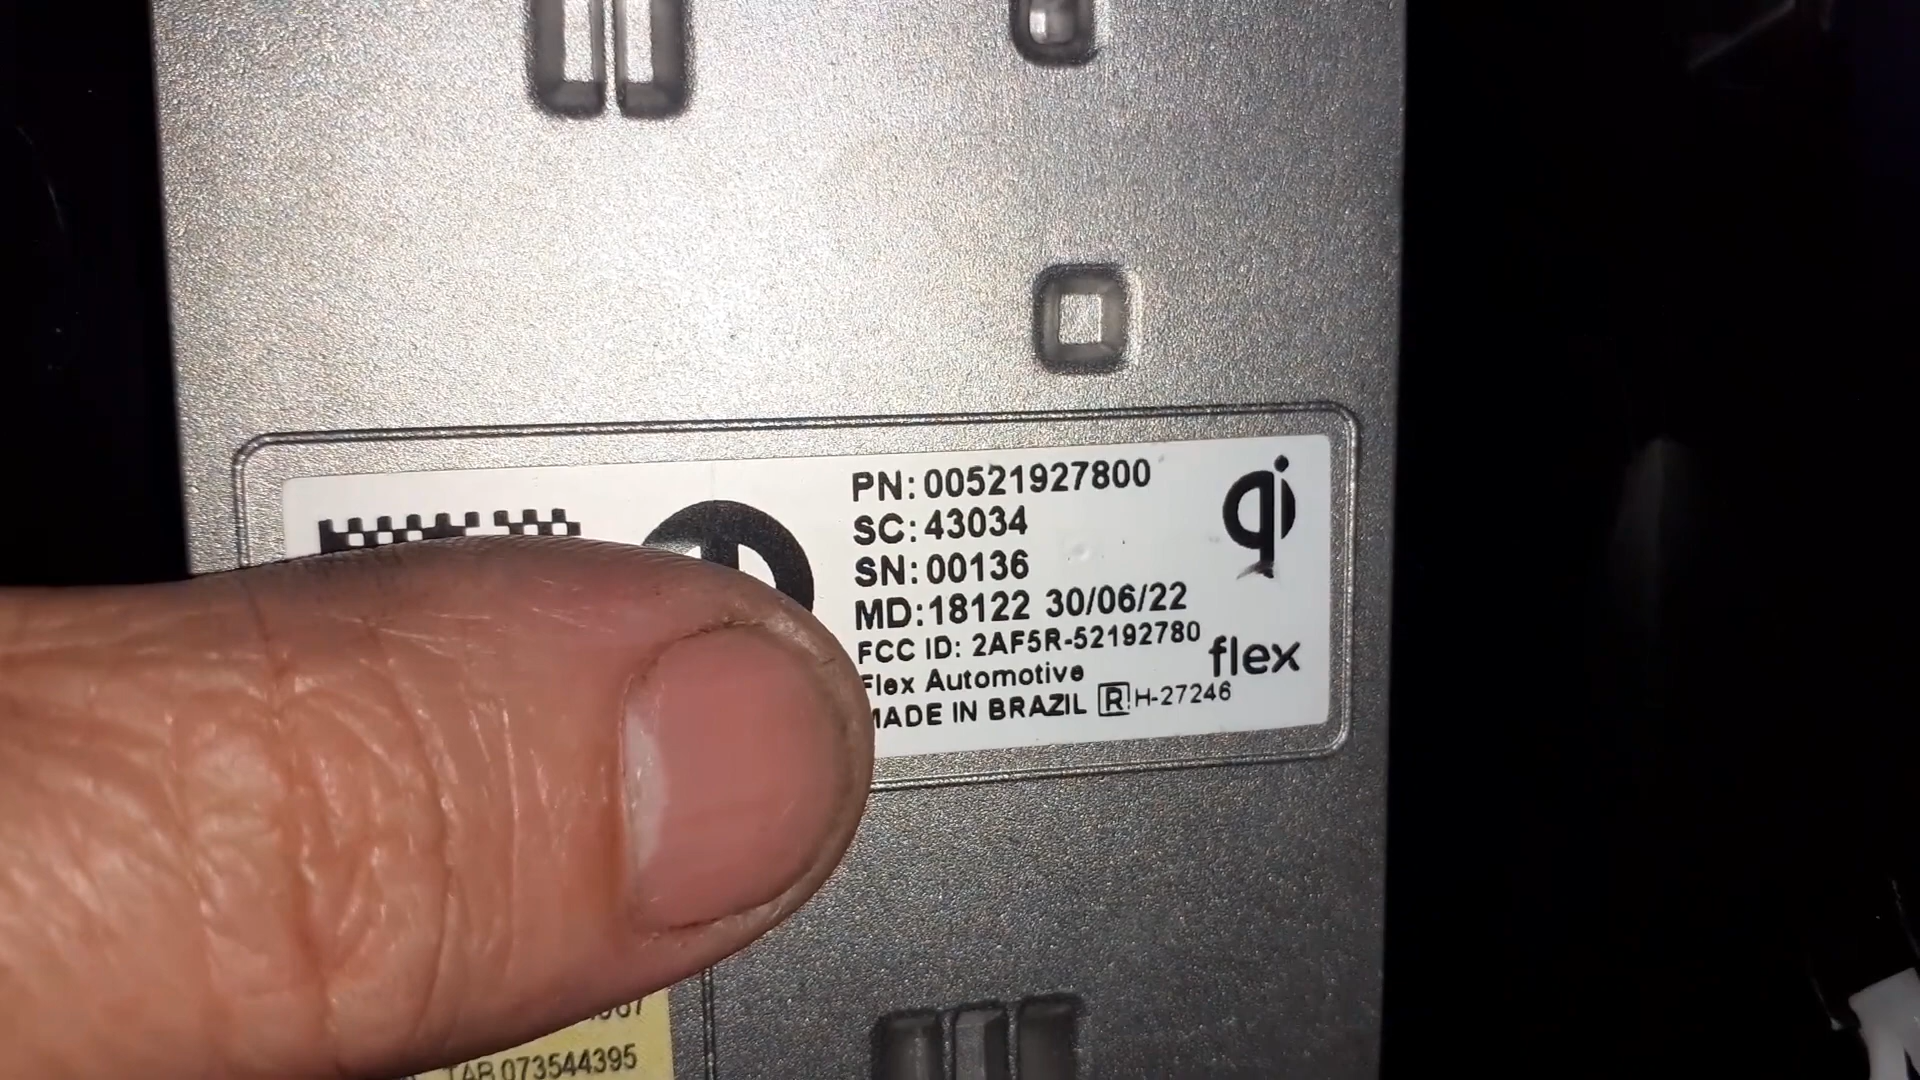 PN:00521927800
SC:43034
SN:00136
MD:18122 30/06/22
FCC ID: 2AF5R-52192780
Flex Automotive
MADE IN BRAZIL R H-27246
qi
flex
TAB 073544395